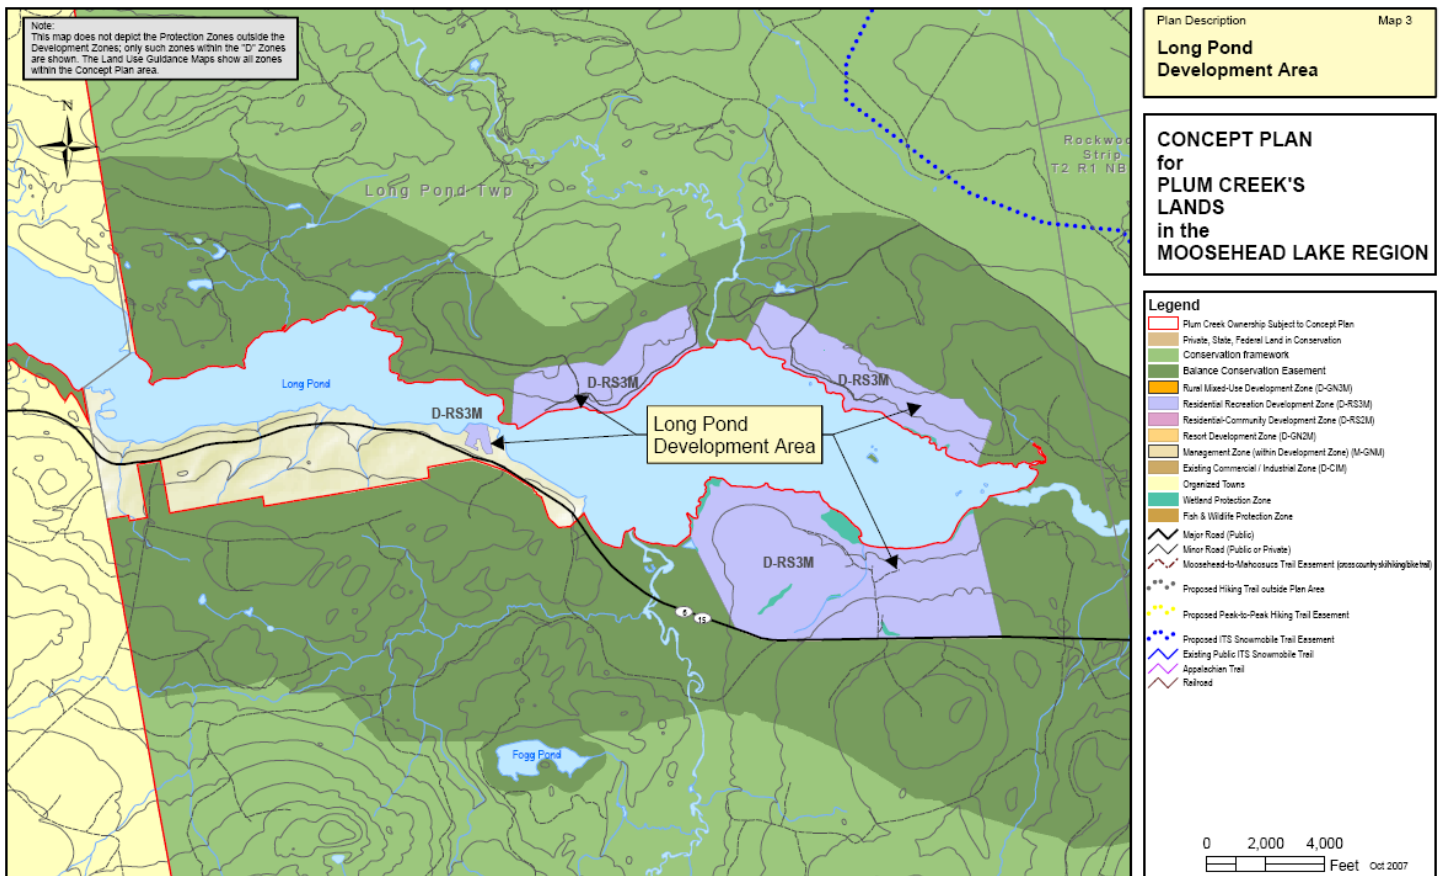 Note:
This map does not depict the Protection Zones outside the
Development Zones; only such zones within the "D" Zones
are shown. The Land Use Guidance Maps show all zones
within the Concept Plan area.
N
Long Pond Twp
Rockwoo
Strip
T2 R1 NB
Long Pond
D-RS3M
D-RS3M
D-RS3M
Long Pond
Development Area
D-RS3M
6
15
Fogg Pond
Plan Description
Map 3
Long Pond
Development Area
CONCEPT PLAN
for
PLUM CREEK'S
LANDS
in the
MOOSEHEAD LAKE REGION
Legend
Plum Creek Ownership Subject to Concept Plan
Private, State, Federal Land in Conservation
Conservation framework
Balance Conservation Easement
Rural Mixed-Use Development Zone (D-GN3M)
Residential Recreation Development Zone (D-RS3M)
Residential-Community Development Zone (D-RS2M)
Resort Development Zone (D-GN2M)
Management Zone (within Development Zone) (M-GNM)
Existing Commercial / Industrial Zone (D-CIM)
Organized Towns
Wetland Protection Zone
Fish & Wildlife Protection Zone
Major Road (Public)
Minor Road (Public or Private)
Moosehead-to-Mahoosucs Trail Easement (crosscountry ski/hiking/bike trail)
Proposed Hiking Trail outside Plan Area
Proposed Peak-to-Peak Hiking Trail Easement
Proposed ITS Snowmobile Trail Easement
Existing Public ITS Snowmobile Trail
Appalachian Trail
Railroad
0 2,000 4,000
Feet Oct 2007